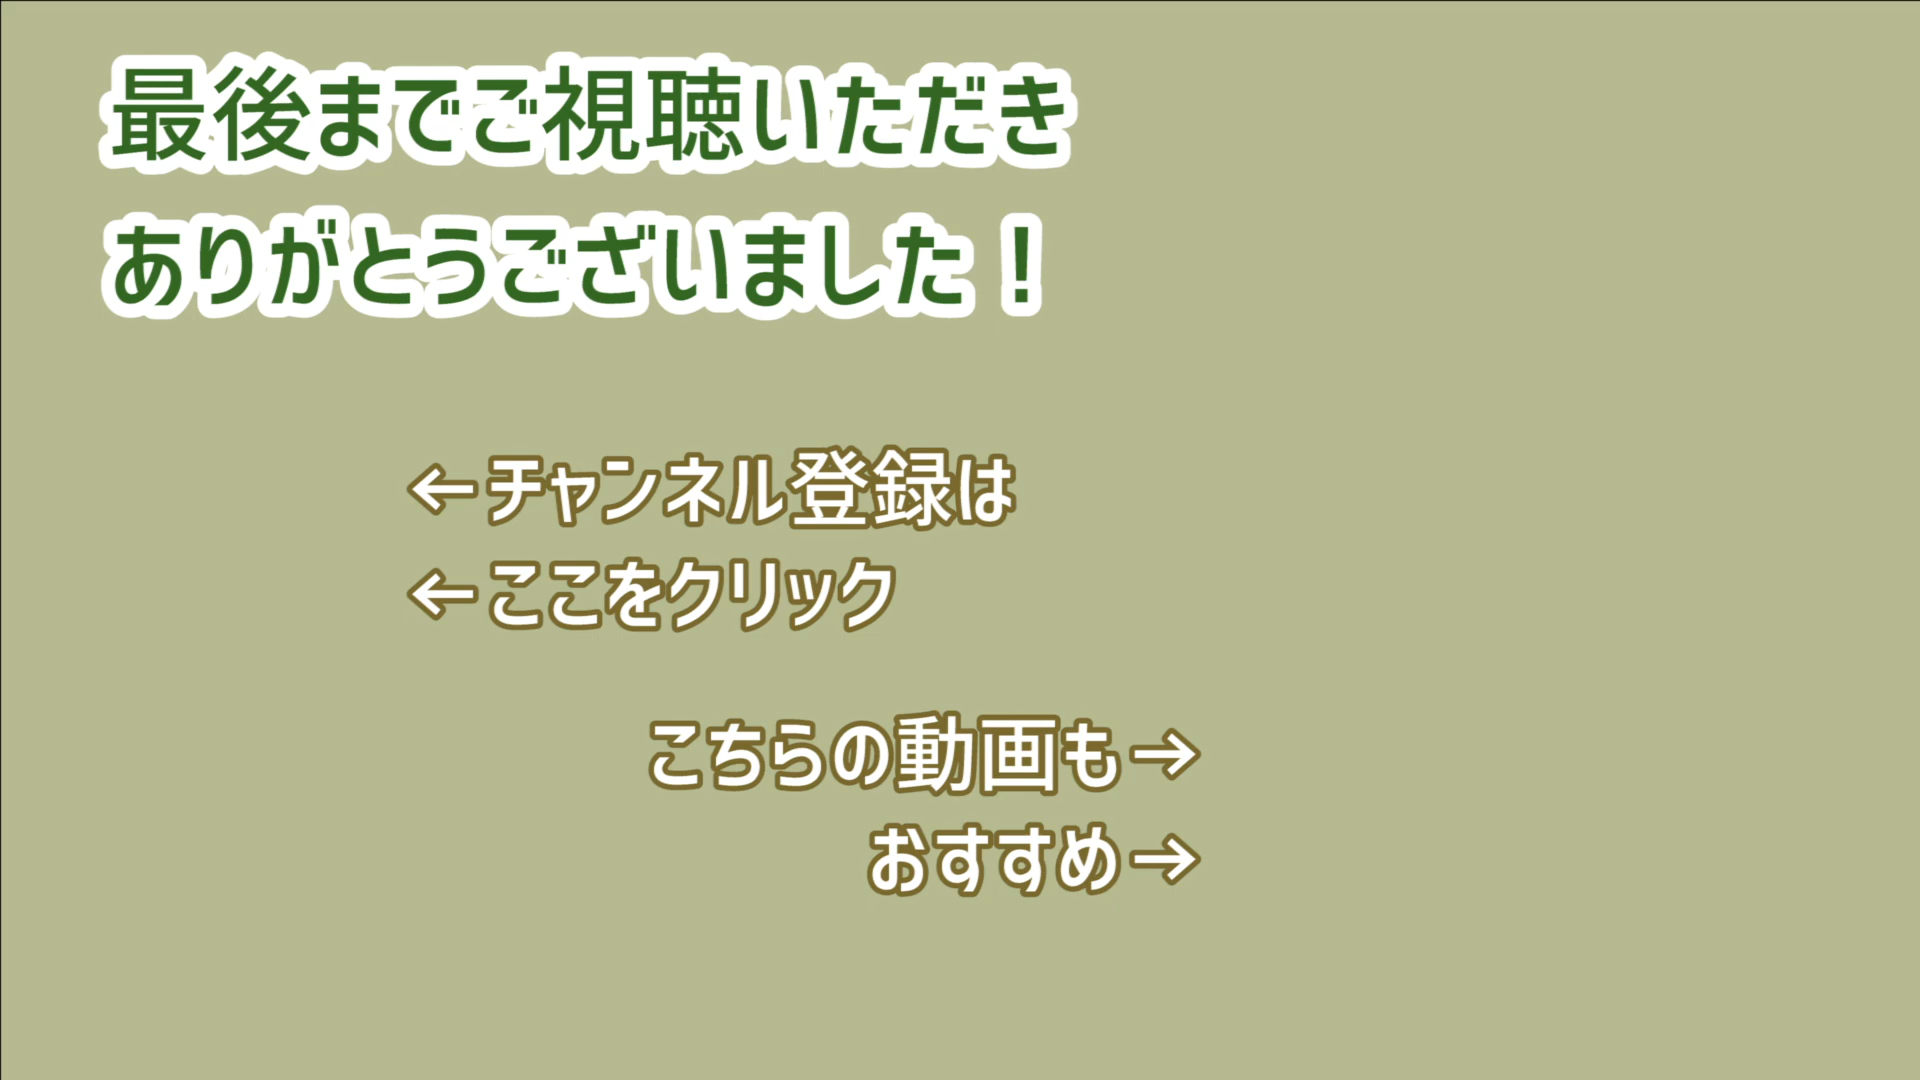 最後までご視聴いただき
ありがとうございました！
←チャンネル登録は
←ここをクリック
こちらの動画も→
おすすめ→